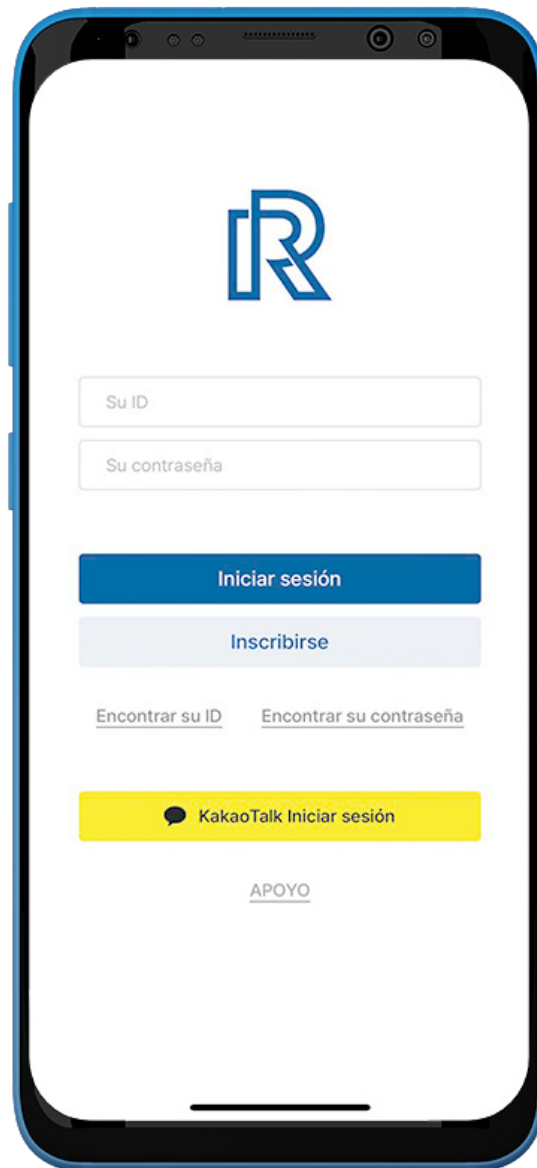 Su ID
Su contraseña
Iniciar sesión
Inscribirse
Encontrar su ID Encontrar su contraseña
KakaoTalk Iniciar sesión
APOYO